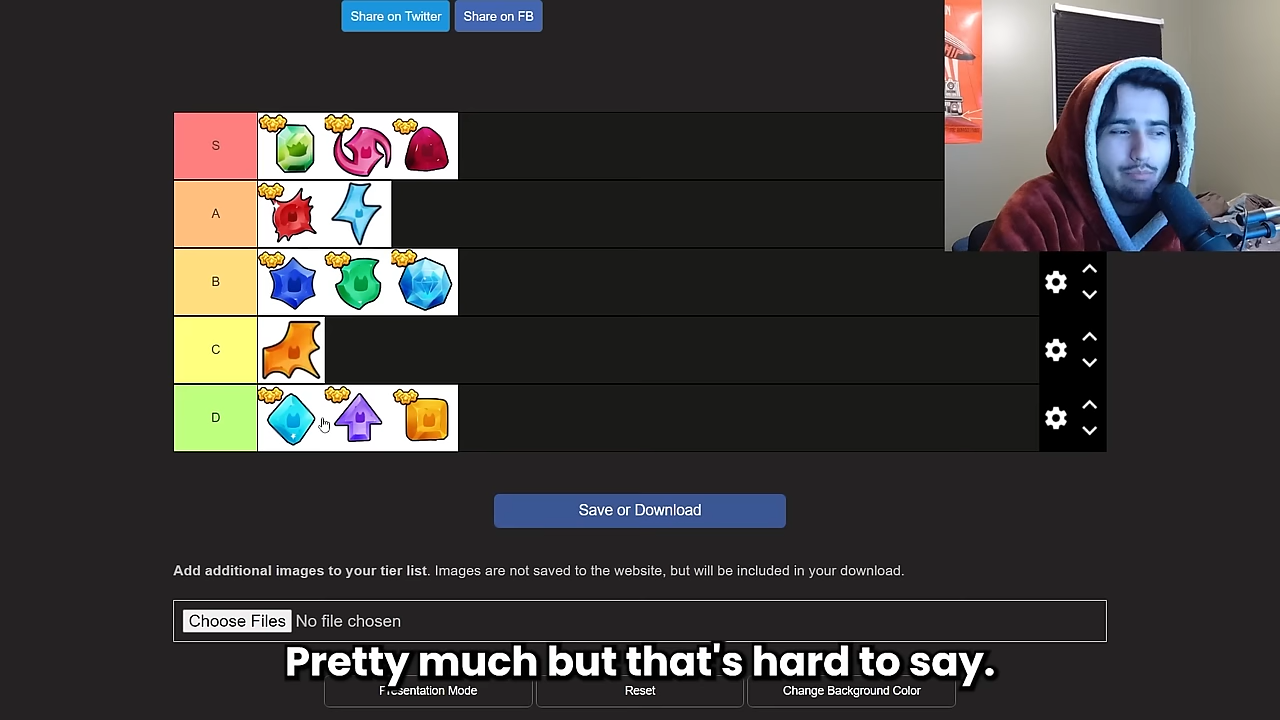 Share on Twitter
Share on FB
S
A
B
C
D
Save or Download
Add additional images to your tier list. Images are not saved to the website, but will be included in your download.
Choose Files No file chosen
Pretty much but that's hard to say.
Presentation Mode
Reset
Change Background Color